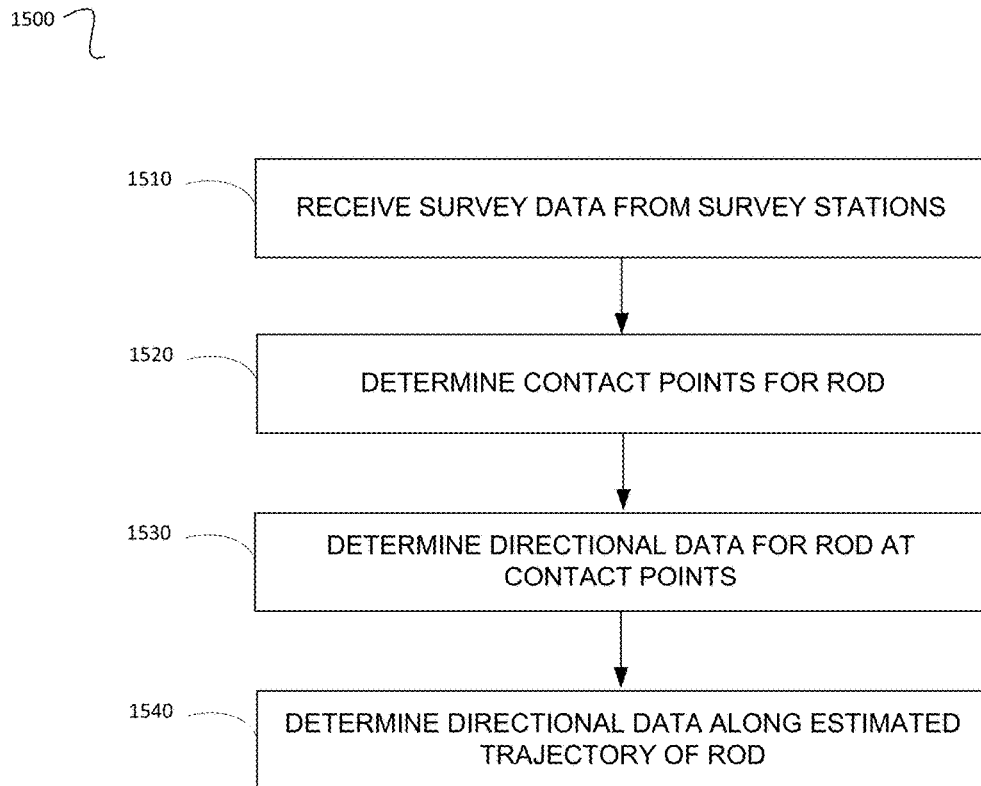 1500
1510
RECEIVE SURVEY DATA FROM SURVEY STATIONS
1520
DETERMINE CONTACT POINTS FOR ROD
1530
DETERMINE DIRECTIONAL DATA FOR ROD AT
CONTACT POINTS
1540
DETERMINE DIRECTIONAL DATA ALONG ESTIMATED
TRAJECTORY OF ROD